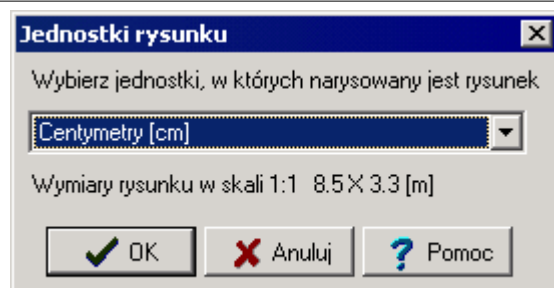 Jednostki rysunku
Wybierz jednostki, w których narysowany jest rysunek
Centymetry [cm]
Wymiary rysunku w skali 1:1 8.5 X 3.3 [m]
OK Anuluj Pomoc